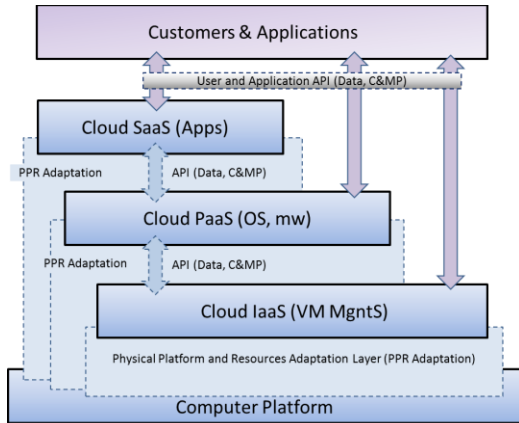 Customers & Applications
User and Application API (Data, C&MP)
Cloud SaaS (Apps)
PPR Adaptation
API (Data, C&MP)
Cloud PaaS (OS, mw)
PPR Adaptation
API (Data, C&MP)
Cloud IaaS (VM MgntS)
Physical Platform and Resources Adaptation Layer (PPR Adaptation)
Computer Platform